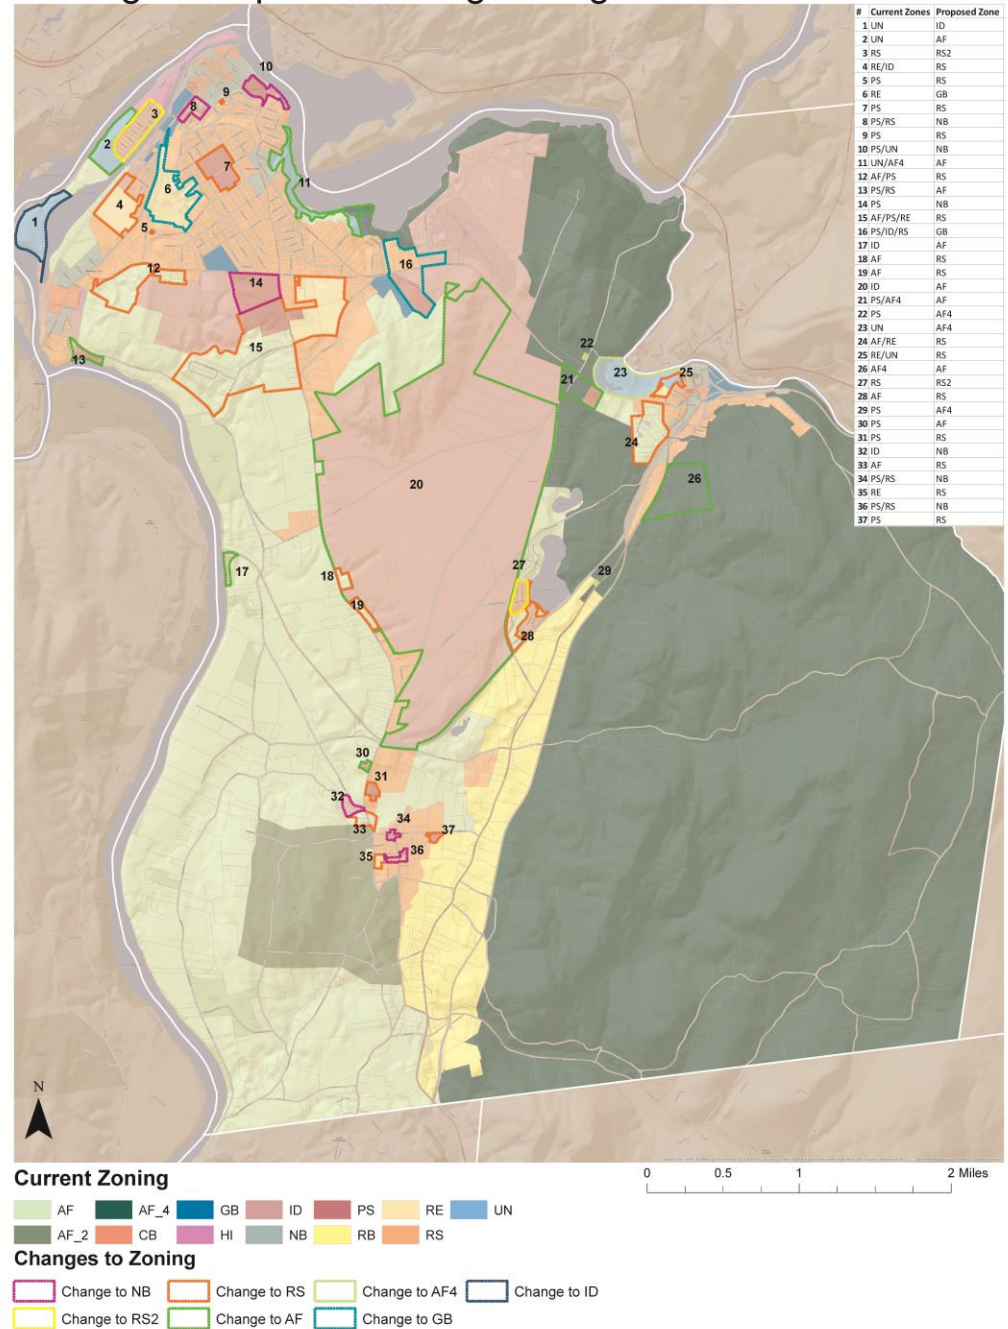 # Current Zones Proposed Zone
1 UN ID
2 UN AF
3 RS RS2
4 RE/ID RS
5 PS RS
6 RE GB
7 PS RS
8 PS/RS NB
9 PS RS
10 PS/UN NB
11 UN/AF4 AF
12 AF/PS RS
13 PS/RS AF
14 PS NB
15 AF/PS/RE RS
16 PS/ID/RS GB
17 ID AF
18 AF RS
19 AF RS
20 ID AF
21 PS/AF4 AF
22 PS AF4
23 UN AF4
24 AF/RE RS
25 RE/UN RS
26 AF4 AF
27 RS RS2
28 AF RS
29 PS AF4
30 PS AF
31 PS RS
32 ID NB
33 AF RS
34 PS/RS NB
35 RE RS
36 PS/RS NB
37 PS RS
10
9
8
3
2
7
11
6
4
1
5
16
12
14
15
13
22
23
25
21
24
20
26
17
27
29
18
19
28
30
31
32
34
33
37
36
35
N
0 0.5 1 2 Miles
Current Zoning
AF AF_4 GB ID PS RE UN
AF_2 CB HI NB RB RS
Changes to Zoning
Change to NB Change to RS Change to AF4 Change to ID
Change to RS2 Change to AF Change to GB